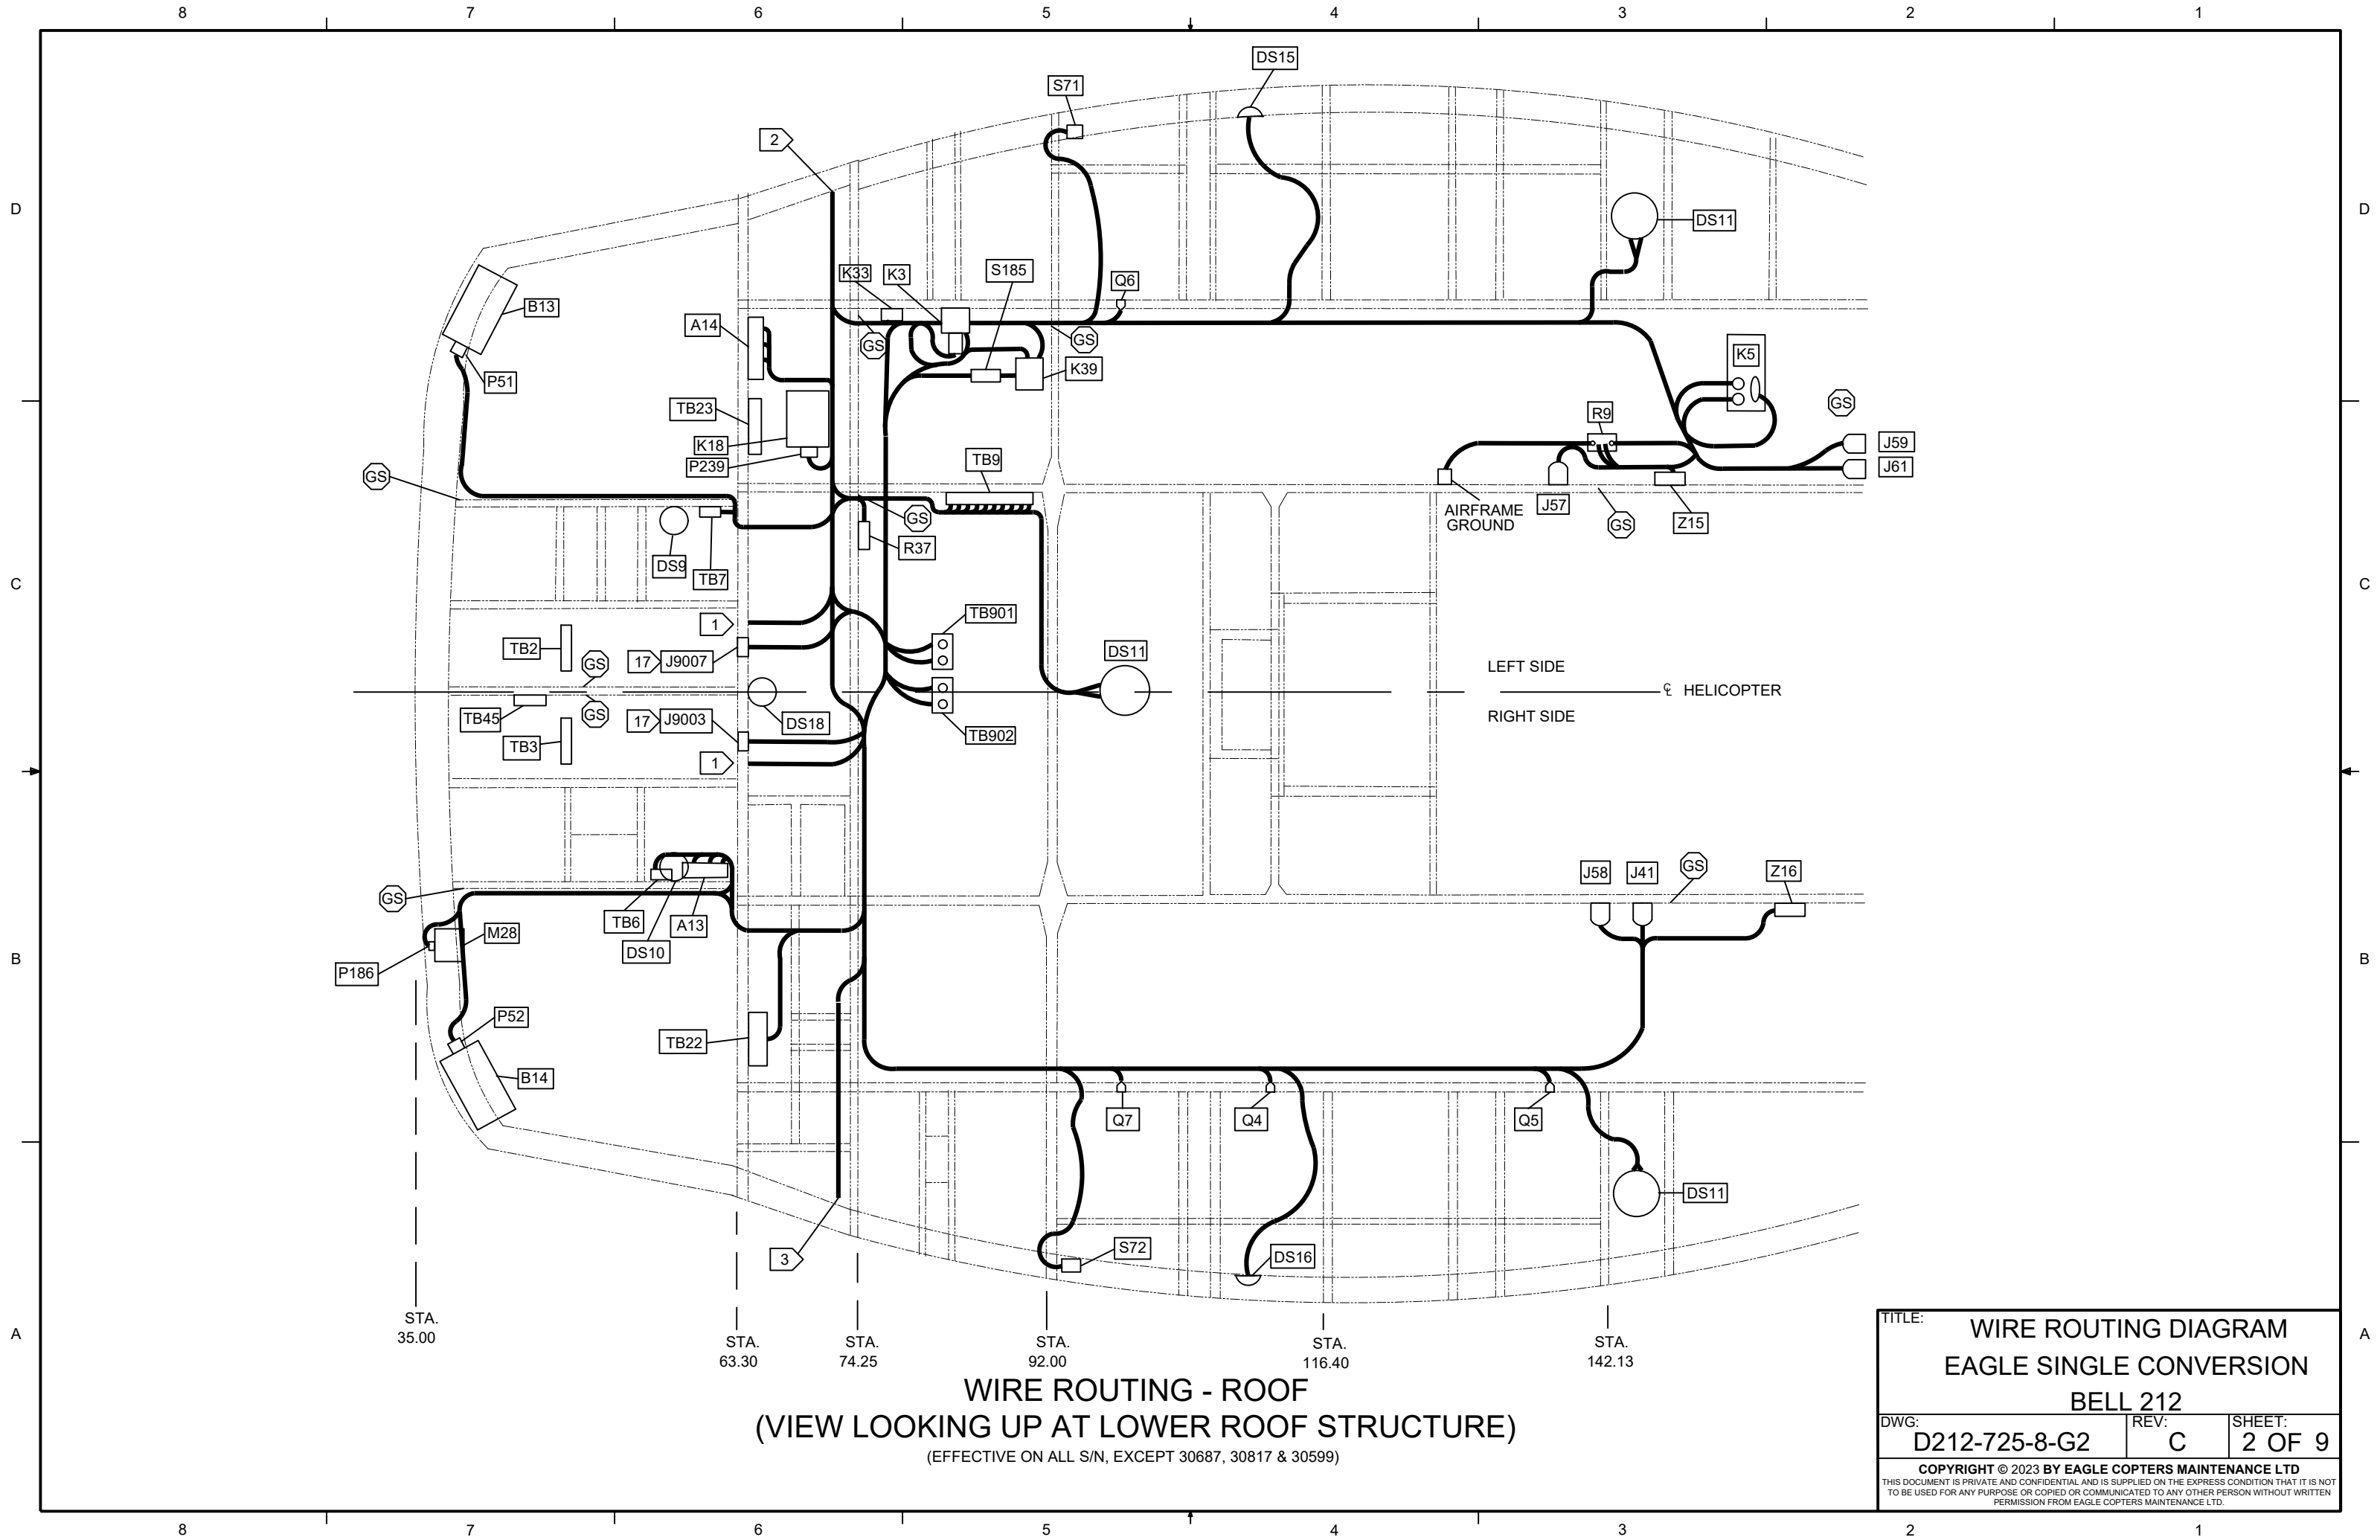 8 7 6 5 4 3 2 1
DS15
S71
2
D D
DS11
K33 K3 S185 Q6
B13
A14
GS GS
K5
K39
P51
TB23
GS
R9
K18
P239
TB9
J59
J61
GS
AIRFRAME
GROUND
J57
GS
Z15
GS
R37
DS9
TB7
C C
TB901
1
TB2
GS
17 J9007
DS11
LEFT SIDE
℄ HELICOPTER
TB45
GS
17 J9003
DS18
RIGHT SIDE
TB3
TB902
1
J58 J41 GS Z16
GS
TB6 A13
M28
DS10
P186
B B
P52
TB22
B14
Q7 Q4 Q5
DS11
S72
DS16
3
STA.
35.00
A A
STA.
63.30
STA.
74.25
STA.
92.00
STA.
116.40
STA.
142.13
WIRE ROUTING - ROOF
(VIEW LOOKING UP AT LOWER ROOF STRUCTURE)
(EFFECTIVE ON ALL S/N, EXCEPT 30687, 30817 & 30599)
TITLE:
WIRE ROUTING DIAGRAM
EAGLE SINGLE CONVERSION
BELL 212
DWG: REV: SHEET:
D212-725-8-G2 C 2 OF 9
COPYRIGHT © 2023 BY EAGLE COPTERS MAINTENANCE LTD
THIS DOCUMENT IS PRIVATE AND CONFIDENTIAL AND IS SUPPLIED ON THE EXPRESS CONDITION THAT IT IS NOT
TO BE USED FOR ANY PURPOSE OR COPIED OR COMMUNICATED TO ANY OTHER PERSON WITHOUT WRITTEN
PERMISSION FROM EAGLE COPTERS MAINTENANCE LTD.
8 7 6 5 4 3 2 1